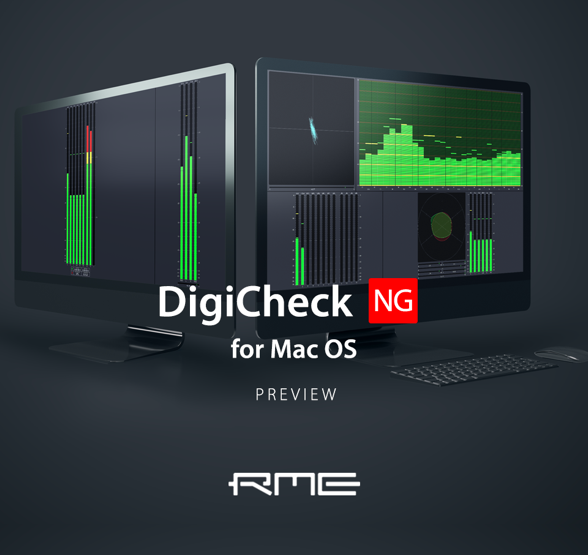 DigiCheck NG
for Mac OS
PREVIEW
RME